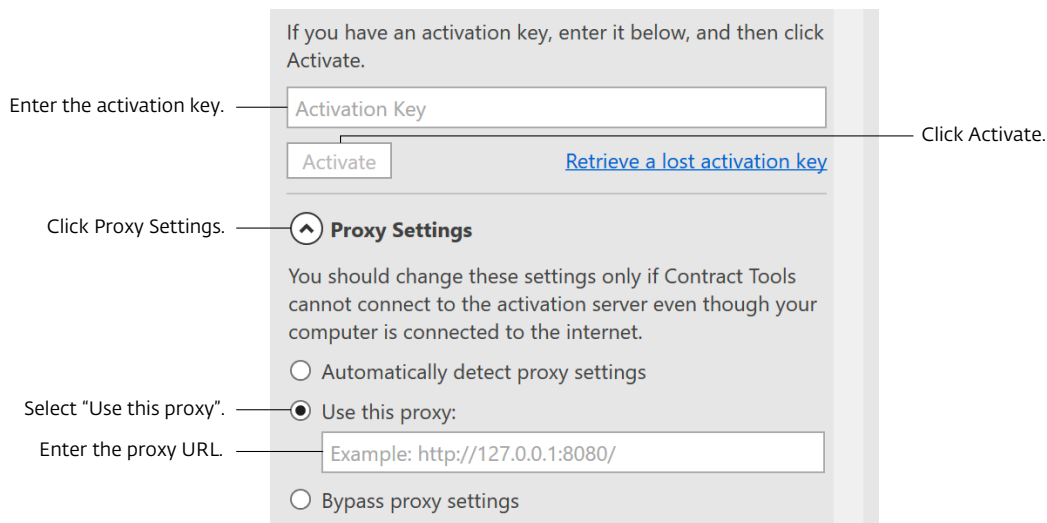 If you have an activation key, enter it below, and then click
Activate.
Enter the activation key.
Activation Key
Click Activate.
Activate
Retrieve a lost activation key
Click Proxy Settings.
Proxy Settings
You should change these settings only if Contract Tools
cannot connect to the activation server even though your
computer is connected to the internet.
Automatically detect proxy settings
Select “Use this proxy”.
Use this proxy:
Enter the proxy URL.
Example: http://127.0.0.1:8080/
Bypass proxy settings